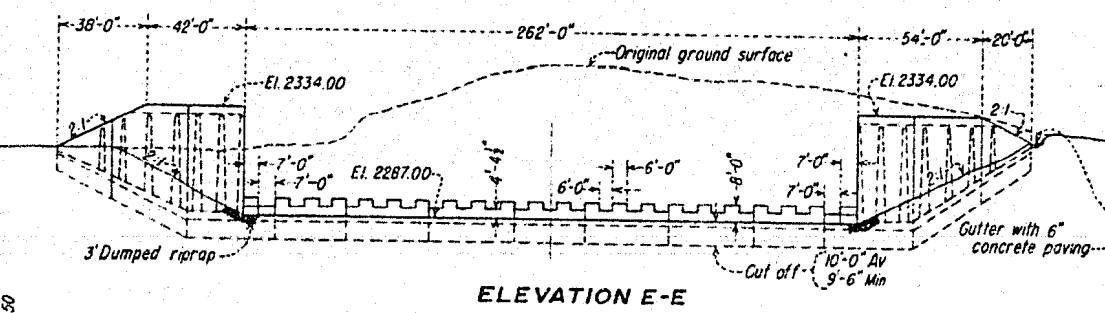 38'-0" 42'-0" 262'-0" 54'-0" 20'-0"
Original ground surface
El. 2334.00 El. 2334.00
2:1 2:1
7'-0" 6'-0" 7'-0"
7'-0" El. 2287.00 4'-4½" 6'-0" 8'-0" 7'-0"
2:1 2:1
3' Dumped riprap
Gutter with 6"
concrete paving
Cut off 10'-0" Av
9'-6" Min
ELEVATION E-E
50